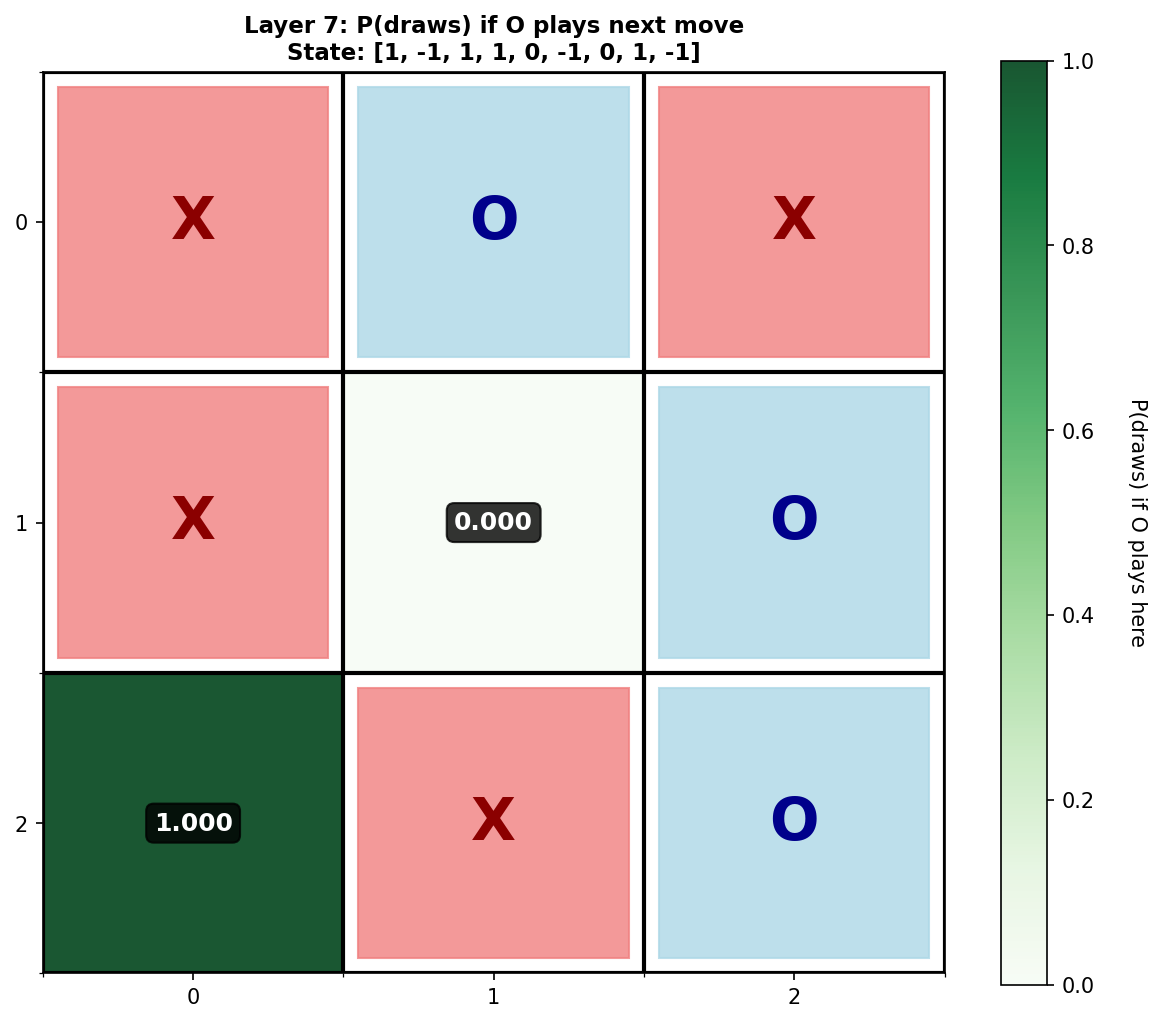 Layer 7: P(draws) if O plays next move
State: [1, -1, 1, 1, 0, -1, 0, 1, -1]
X
O
X
X
0.000
O
1.000
X
O
0
1
2
0
1
2
1.0
0.8
0.6
0.4
0.2
0.0
P(draws) if O plays here